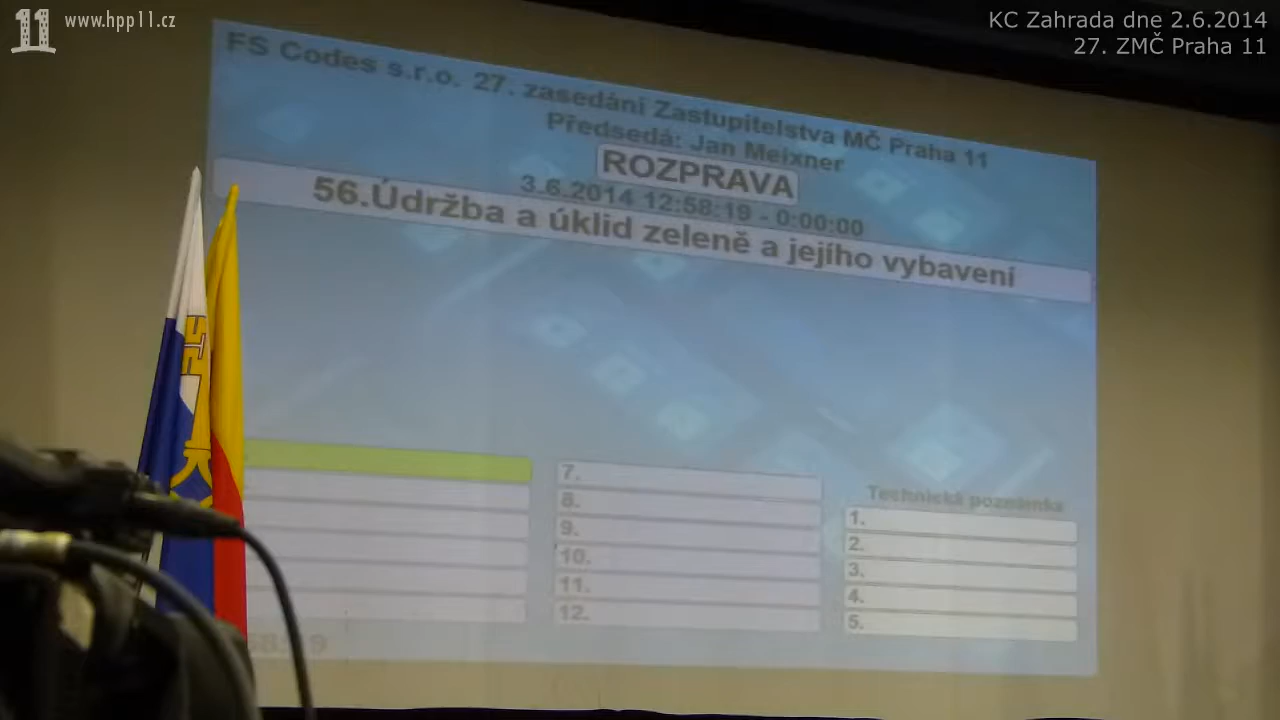 11 www.hpp11.cz
KC Zahrada dne 2.6.2014
27. ZMČ Praha 11
FS Codes s.r.o. 27. zasedání Zastupitelstva MČ Praha 11
Předsedá: Jan Meixner
ROZPRAVA
3.6.2014 12:58:19 - 0:00:00
56.Údržba a úklid zeleně a jejího vybavení
7.
8.
9.
10.
11.
12.
Technická poznámka
1.
2.
3.
4.
5.